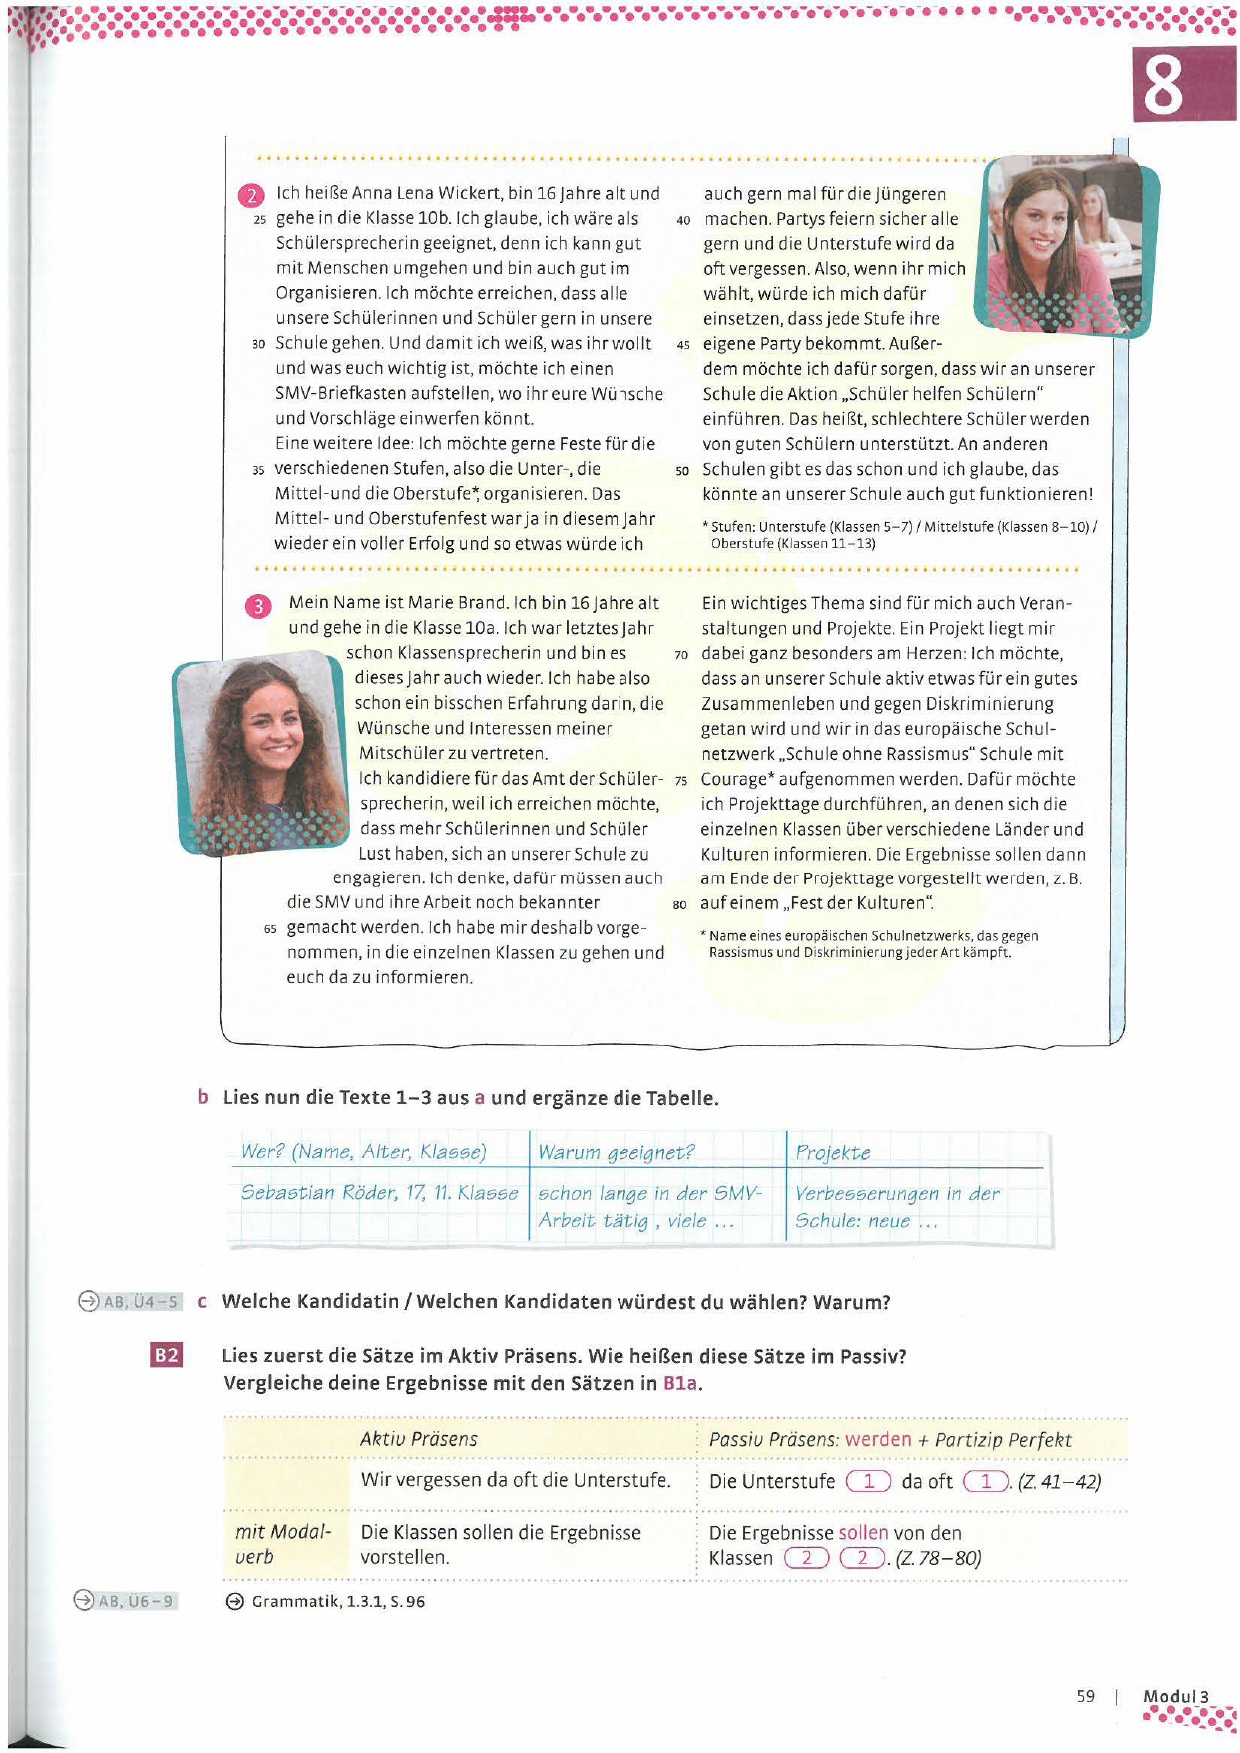 8
2 Ich heiße Anna Lena Wickert, bin 16 Jahre alt und
25 gehe in die Klasse 10b. Ich glaube, ich wäre als
Schülersprecherin geeignet, denn ich kann gut
mit Menschen umgehen und bin auch gut im
Organisieren. Ich möchte erreichen, dass alle
unsere Schülerinnen und Schüler gern in unsere
30 Schule gehen. Und damit ich weiß, was ihr wollt
und was euch wichtig ist, möchte ich einen
SMV-Briefkasten aufstellen, wo ihr eure Wünsche
und Vorschläge einwerfen könnt.
Eine weitere Idee: Ich möchte gerne Feste für die
35 verschiedenen Stufen, also die Unter-, die
Mittel-und die Oberstufe*, organisieren. Das
Mittel- und Oberstufenfest war ja in diesem Jahr
wieder ein voller Erfolg und so etwas würde ich
auch gern mal für die Jüngeren
40 machen. Partys feiern sicher alle
gern und die Unterstufe wird da
oft vergessen. Also, wenn ihr mich
wählt, würde ich mich dafür
einsetzen, dass jede Stufe ihre
45 eigene Party bekommt. Außer-
dem möchte ich dafür sorgen, dass wir an unserer
Schule die Aktion „Schüler helfen Schülern“
einführen. Das heißt, schlechtere Schüler werden
von guten Schülern unterstützt. An anderen
50 Schulen gibt es das schon und ich glaube, das
könnte an unserer Schule auch gut funktionieren!
* Stufen: Unterstufe (Klassen 5–7) / Mittelstufe (Klassen 8–10) /
Oberstufe (Klassen 11–13)
3 Mein Name ist Marie Brand. Ich bin 16 Jahre alt
und gehe in die Klasse 10a. Ich war letztes Jahr
schon Klassensprecherin und bin es
dieses Jahr auch wieder. Ich habe also
schon ein bisschen Erfahrung darin, die
Wünsche und Interessen meiner
Mitschüler zu vertreten.
Ich kandidiere für das Amt der Schüler-
sprecherin, weil ich erreichen möchte,
dass mehr Schülerinnen und Schüler
Lust haben, sich an unserer Schule zu
engagieren. Ich denke, dafür müssen auch
die SMV und ihre Arbeit noch bekannter
65 gemacht werden. Ich habe mir deshalb vorge-
nommen, in die einzelnen Klassen zu gehen und
euch da zu informieren.
Ein wichtiges Thema sind für mich auch Veran-
staltungen und Projekte. Ein Projekt liegt mir
70 dabei ganz besonders am Herzen: Ich möchte,
dass an unserer Schule aktiv etwas für ein gutes
Zusammenleben und gegen Diskriminierung
getan wird und wir in das europäische Schul-
netzwerk „Schule ohne Rassismus“ Schule mit
75 Courage* aufgenommen werden. Dafür möchte
ich Projekttage durchführen, an denen sich die
einzelnen Klassen über verschiedene Länder und
Kulturen informieren. Die Ergebnisse sollen dann
am Ende der Projekttage vorgestellt werden, z. B.
80 auf einem „Fest der Kulturen“.
* Name eines europäischen Schulnetzwerks, das gegen
Rassismus und Diskriminierung jeder Art kämpft.
b Lies nun die Texte 1–3 aus a und ergänze die Tabelle.
Wer? (Name, Alter, Klasse) Warum geeignet? Projekte
Sebastian Röder, 17, 11. Klasse schon lange in der SMV- Verbesserungen in der
Arbeit tätig , viele ... Schule: neue ...
AB, Ü4–5 c Welche Kandidatin / Welchen Kandidaten würdest du wählen? Warum?
B2 Lies zuerst die Sätze im Aktiv Präsens. Wie heißen diese Sätze im Passiv?
Vergleiche deine Ergebnisse mit den Sätzen in B1a.
Aktiv Präsens Passiv Präsens: werden + Partizip Perfekt
Wir vergessen da oft die Unterstufe. Die Unterstufe 1 da oft 1. (Z. 41–42)
mit Modal- Die Klassen sollen die Ergebnisse Die Ergebnisse sollen von den
verb vorstellen. Klassen 2 2. (Z. 78–80)
AB, Ü6–9 Grammatik, 1.3.1, S. 96
59 | Modul 3